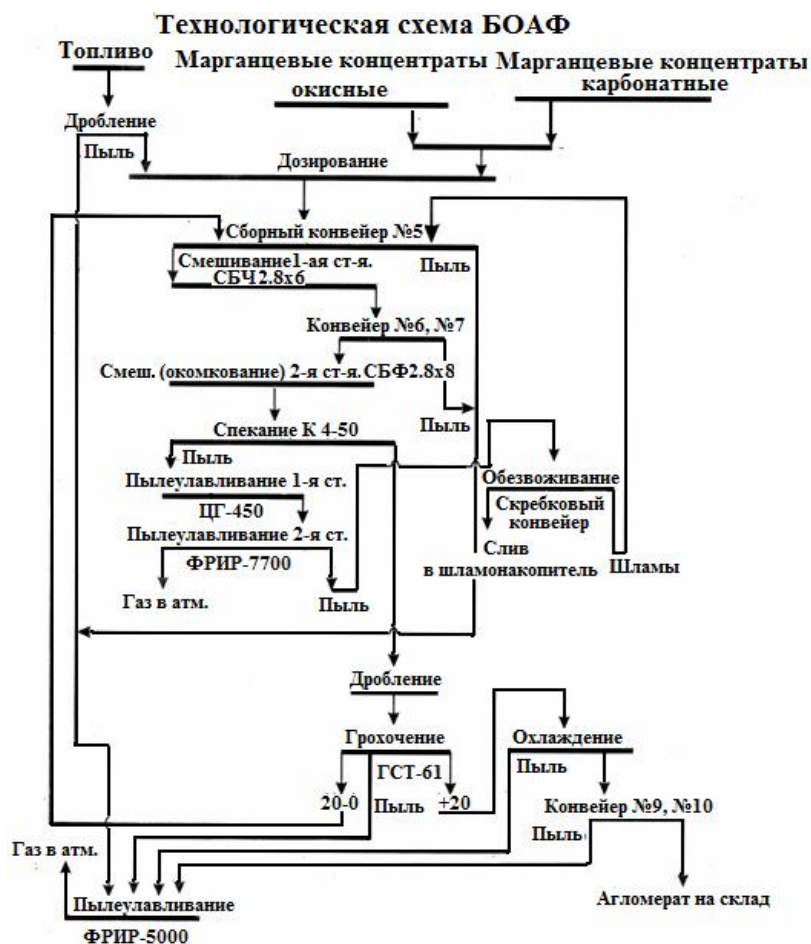 Технологическая схема БОАФ
Топливо
Марганцевые концентраты
окисные
Марганцевые концентраты
карбонатные
Дробление
Пыль
Дозирование
Сборный конвейер №5
Смешивание1-ая ст-я.
СБЧ2.8х6
Пыль
Конвейер №6, №7
Смеш. (окомкование) 2-я ст-я. СБФ2.8х8
Пыль
Спекание К 4-50
Пыль
Обезвоживание
Пылеулавливание 1-я ст.
ЦГ-450
Скребковый
конвейер
Пылеулавливание 2-я ст.
ФРИР-7700
Слив
в шламонакопитель
Шламы
Газ в атм.
Пыль
Дробление
Грохочение
Охлаждение
ГСТ-61
Пыль
20-0
Пыль
+20
Конвейер №9, №10
Пыль
Газ в атм.
Пылеулавливание
Агломерат на склад
ФРИР-5000